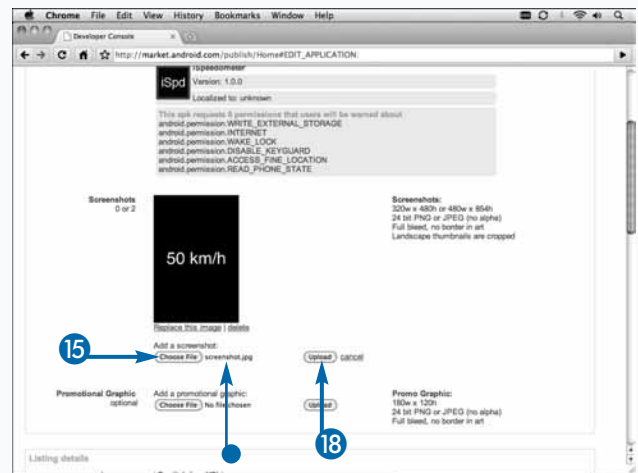 Chrome File Edit View History Bookmarks Window Help
Developer Console
http://market.android.com/publish/Home#EDIT_APPLICATION
iSpeedometer
iSpd
Version: 1.0.0
Localized to: unknown
This apk requests 6 permissions that users will be warned about
android.permission.WRITE_EXTERNAL_STORAGE
android.permission.INTERNET
android.permission.WAKE_LOCK
android.permission.DISABLE_KEYGUARD
android.permission.ACCESS_FINE_LOCATION
android.permission.READ_PHONE_STATE
Screenshots
0 or 2
50 km/h
Screenshots:
320w x 480h or 480w x 854h
24 bit PNG or JPEG (no alpha)
Full bleed, no border in art
Landscape thumbnails are cropped
Replace this image | delete
Add a screenshot:
15
Choose File screenshot.jpg Upload cancel
Promotional Graphic
optional
Add a promotional graphic:
Choose File No file chosen Upload
18
Promo Graphic:
180w x 120h
24 bit PNG or JPEG (no alpha)
Full bleed, no border in art
Listing details